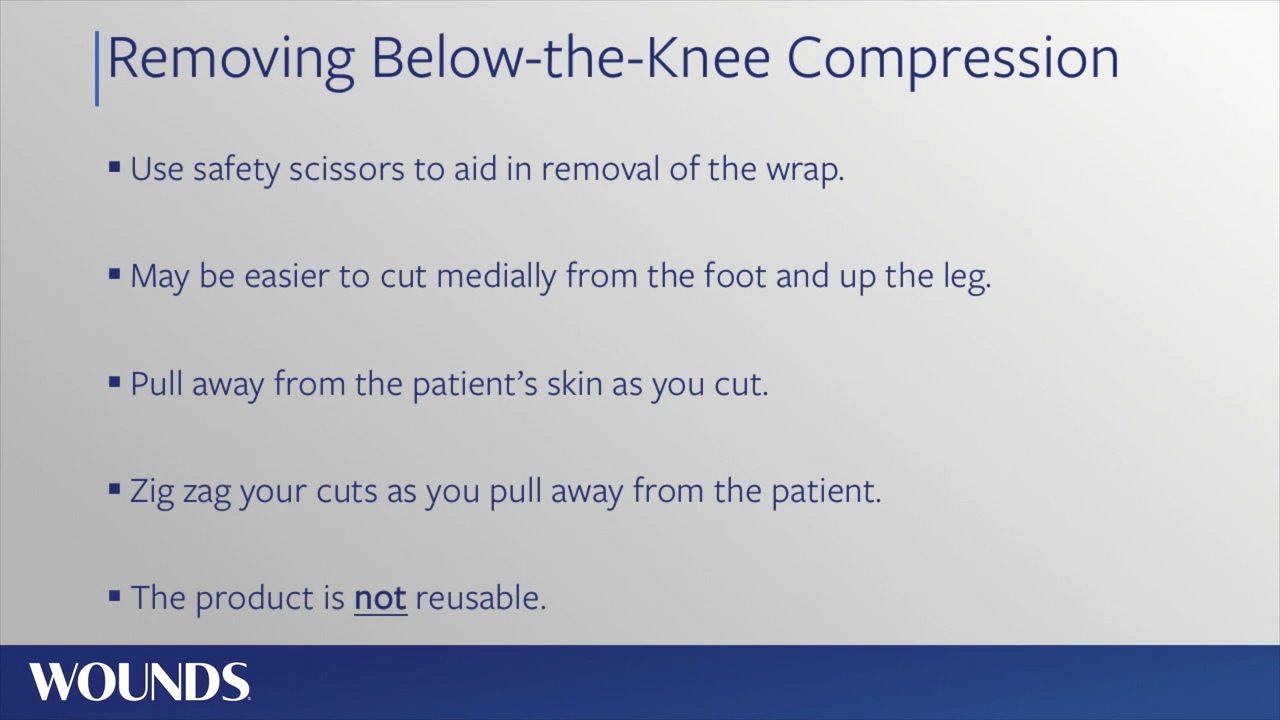 Removing Below-the-Knee Compression
▪ Use safety scissors to aid in removal of the wrap.
▪ May be easier to cut medially from the foot and up the leg.
▪ Pull away from the patient’s skin as you cut.
▪ Zig zag your cuts as you pull away from the patient.
▪ The product is not reusable.
WOUNDS